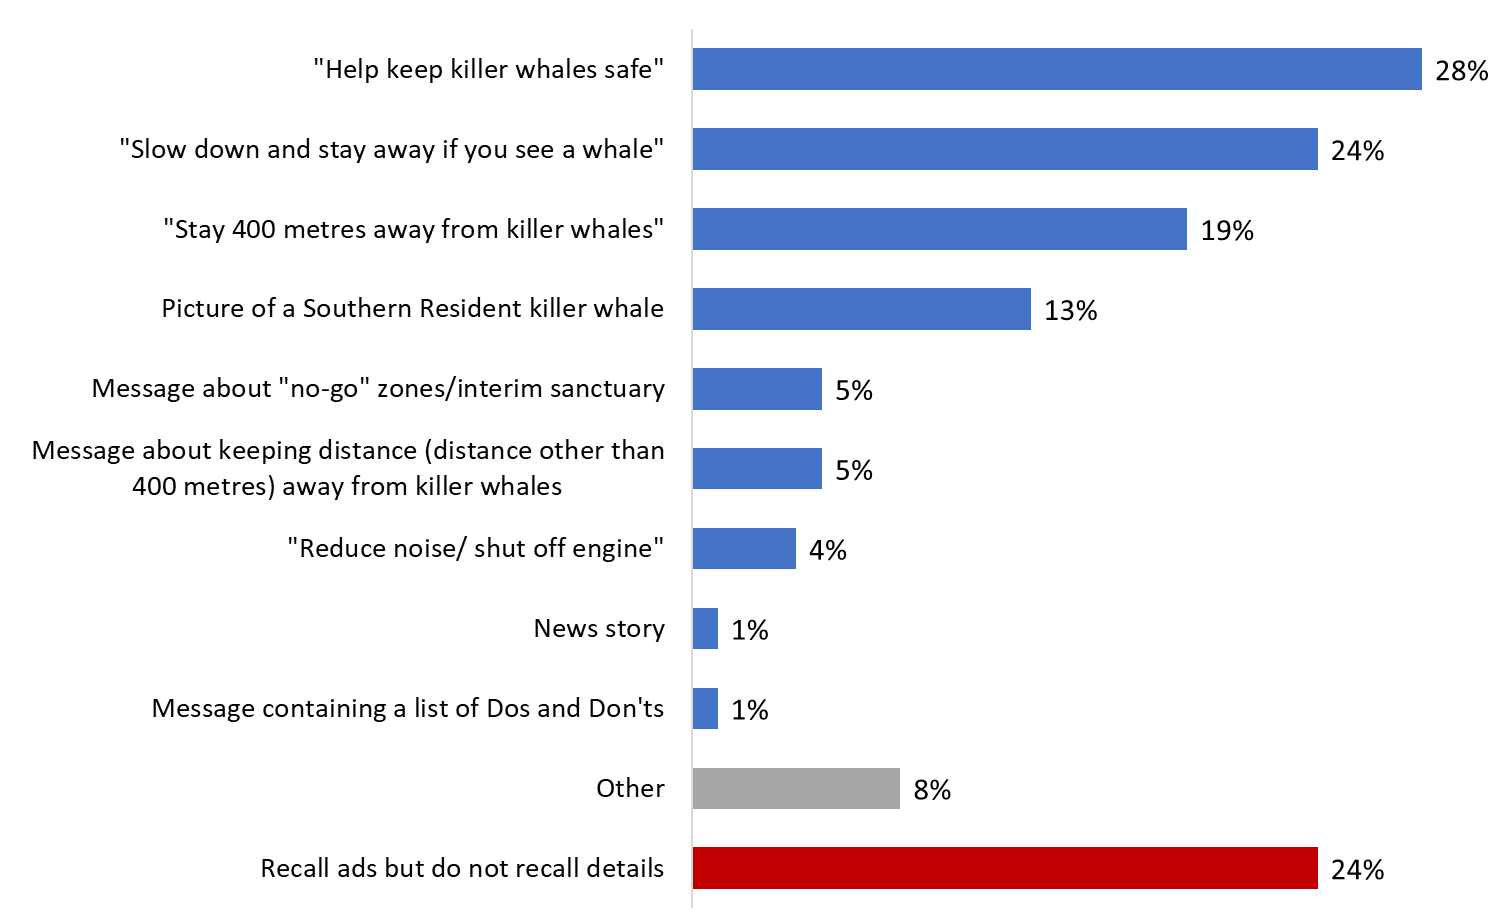 "Help keep killer whales safe" 28%
"Slow down and stay away if you see a whale" 24%
"Stay 400 metres away from killer whales" 19%
Picture of a Southern Resident killer whale 13%
Message about "no-go" zones/interim sanctuary 5%
Message about keeping distance (distance other than
400 metres) away from killer whales 5%
"Reduce noise/ shut off engine" 4%
News story 1%
Message containing a list of Dos and Don'ts 1%
Other 8%
Recall ads but do not recall details 24%